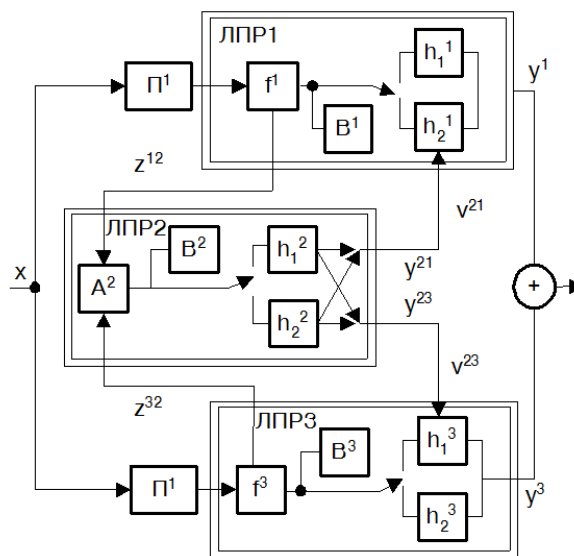 ЛПР1
П¹ f¹ h₁¹ y¹
B¹ h₂¹
z¹² v²¹
ЛПР2
B² h₁² y²¹
x A² y²³ +
h₂²
z³² v²³
ЛПР3
B³ h₁³
П¹ f³ y³
h₂³